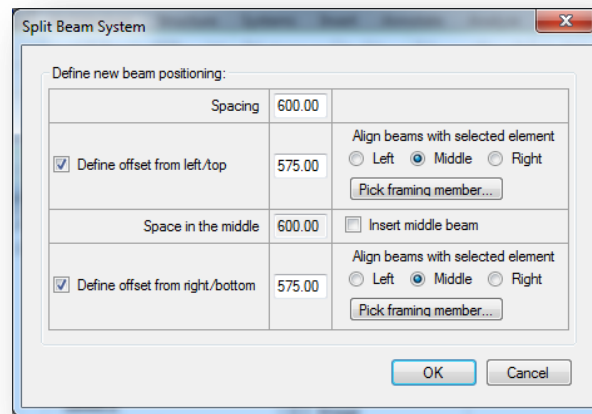 Split Beam System
Define new beam positioning:
Spacing 600.00
Align beams with selected element
Define offset from left/top 575.00 Left Middle Right
Pick framing member...
Space in the middle 600.00 Insert middle beam
Align beams with selected element
Define offset from right/bottom 575.00 Left Middle Right
Pick framing member...
OK Cancel